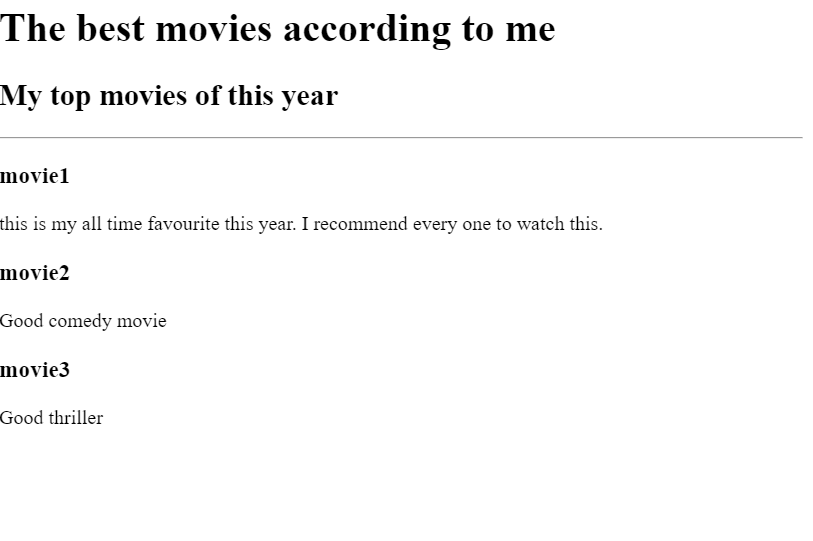 The best movies according to me
My top movies of this year
movie1
this is my all time favourite this year. I recommend every one to watch this.
movie2
Good comedy movie
movie3
Good thriller